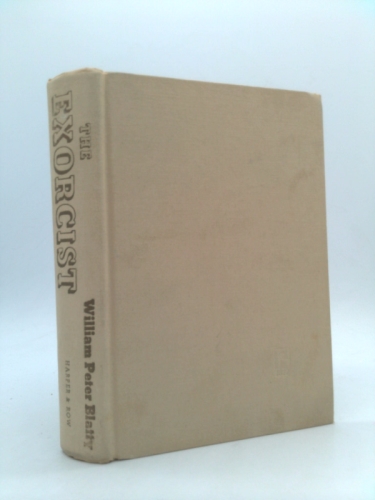 THE
EXORCIST
William Peter Blatty
HARPER & ROW